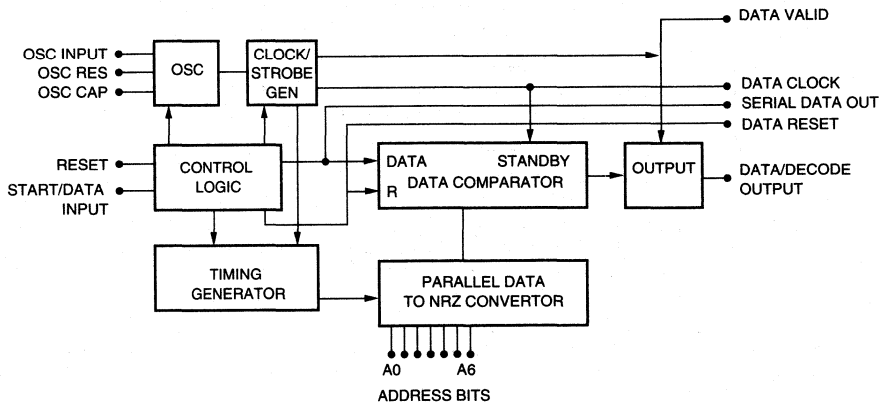 DATA VALID
OSC INPUT
OSC RES
OSC CAP
OSC
CLOCK/
STROBE
GEN
DATA CLOCK
SERIAL DATA OUT
DATA RESET
RESET
START/DATA
INPUT
CONTROL
LOGIC
DATA STANDBY
DATA COMPARATOR
R
OUTPUT
DATA/DECODE
OUTPUT
TIMING
GENERATOR
PARALLEL DATA
TO NRZ CONVERTOR
A0 A6
ADDRESS BITS